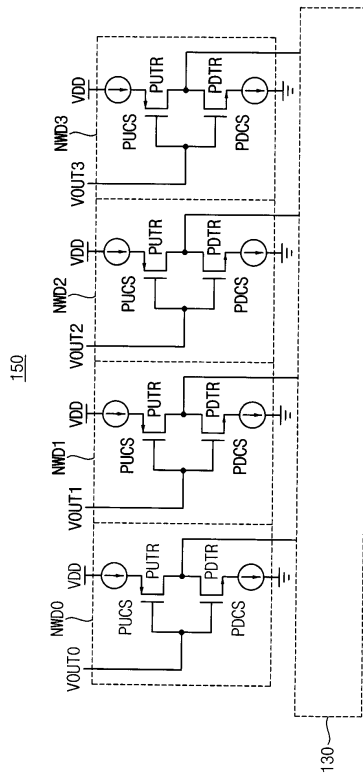 150
NWD0
VDD
VOUT0
PUCS
PUTR
PDTR
PDCS
NWD1
VDD
VOUT1
PUCS
PUTR
PDTR
PDCS
NWD2
VDD
VOUT2
PUCS
PUTR
PDTR
PDCS
NWD3
VDD
VOUT3
PUCS
PUTR
PDTR
PDCS
130